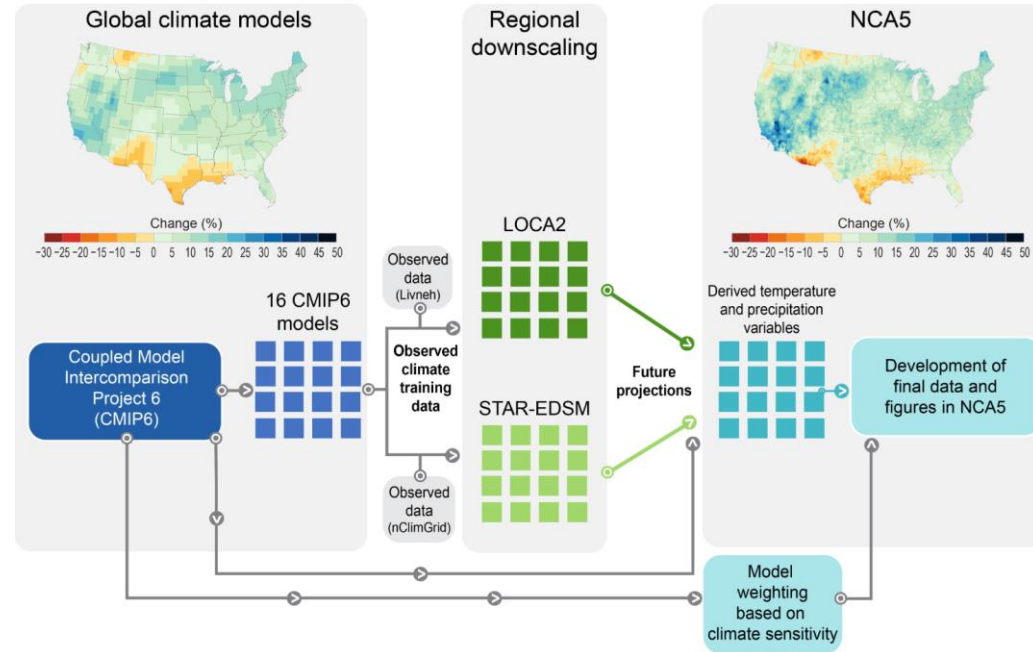 Global climate models
Regional
downscaling
NCA5
Change (%)
−30 −25 −20 −15 −10 −5 0 5 10 15 20 25 30 35 40 45 50
Change (%)
−30 −25 −20 −15 −10 −5 0 5 10 15 20 25 30 35 40 45 50
16 CMIP6
models
Coupled Model
Intercomparison
Project 6
(CMIP6)
Observed
data
(Livneh)
Observed
climate
training
data
Observed
data
(nClimGrid)
LOCA2
STAR-EDSM
Future
projections
Derived temperature
and precipitation
variables
Development of
final data and
figures in NCA5
Model
weighting
based on
climate sensitivity